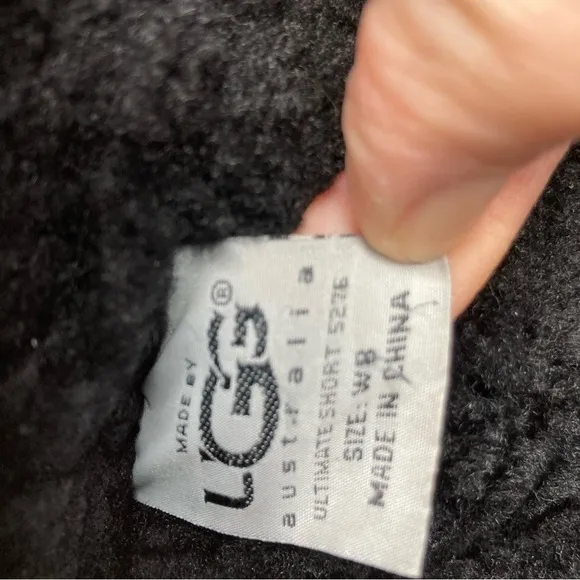 MADE BY
UGG®
australia
ULTIMATE SHORT 5276
SIZE: W8
MADE IN CHINA